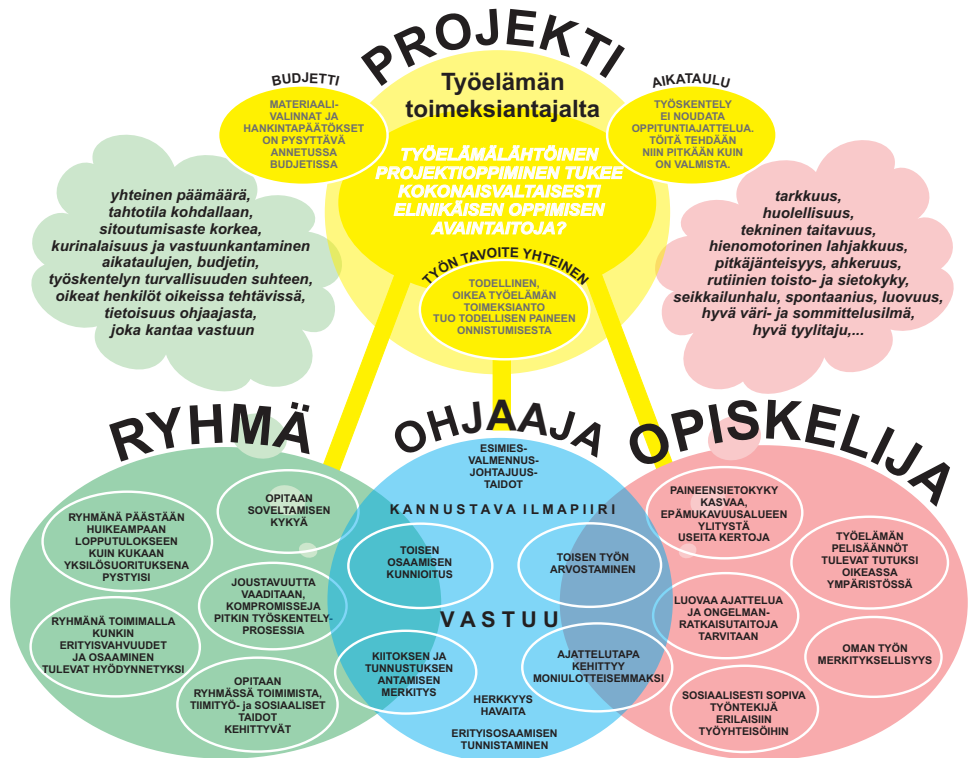 PROJEKTI
Työelämän
toimeksiantajalta
BUDJETTI
MATERIAALI-
VALINNAT JA
HANKINTAPÄÄTÖKSET
ON PYSYTTÄVÄ
ANNETUSSA
BUDJETISSA
AIKATAULU
TYÖSKENTELY
EI NOUDATA
OPPITUNTIAJATTELUA.
TÖITÄ TEHDÄÄN
NIIN PITKÄÄN KUIN
ON VALMISTA.
TYÖELÄMÄLÄHTÖINEN
PROJEKTIOPPIMINEN TUKEE
KOKONAISVALTAISESTI
ELINIKÄISEN OPPIMISEN
AVAINTAITOJA?
TYÖN TAVOITE YHTEINEN
TODELLINEN,
OIKEA TYÖELÄMÄN
TOIMEKSIANTO
TUO TODELLISEN PAINEEN
ONNISTUMISESTA
yhteinen päämäärä,
tahtotila kohdallaan,
sitoutumisaste korkea,
kurinalaisuus ja vastuunkantaminen
aikataulujen, budjetin,
työskentelyn turvallisuuden suhteen,
oikeat henkilöt oikeissa tehtävissä,
tietoisuus ohjaajasta,
joka kantaa vastuun
tarkkuus,
huolellisuus,
tekninen taitavuus,
hienomotorinen lahjakkuus,
pitkäjänteisyys, ahkeruus,
rutiinien toisto- ja sietokyky,
seikkailunhalu, spontaanius, luovuus,
hyvä väri- ja sommittelusilmä,
hyvä tyylitaju,...
RYHMÄ
OPITAAN
SOVELTAMISEN
KYKYÄ
RYHMÄNÄ PÄÄSTÄÄN
HUIKEAMPAAN
LOPPUTULOKSEEN
KUIN KUKAAN
YKSILÖSUORITUKSENA
PYSTYISI
JOUSTAVUUTTA
VAADITAAN,
KOMPROMISSEJA
PITKIN TYÖSKENTELY-
PROSESSIA
RYHMÄNÄ TOIMIMALLA
KUNKIN
ERITYISVAHVUUDET
JA OSAAMINEN
TULEVAT HYÖDYNNETYKSI
OPITAAN
RYHMÄSSÄ TOIMIMISTA,
TIIMITYÖ- ja SOSIAALISET
TAIDOT
KEHITTYVÄT
OHJAAJA
ESIMIES-
VALMENNUS-
JOHTAJUUS-
TAIDOT
KANNUSTAVA ILMAPIIRI
TOISEN
OSAAMISEN
KUNNIOITUS
TOISEN TYÖN
ARVOSTAMINEN
VASTUU
KIITOKSEN JA
TUNNUSTUKSEN
ANTAMISEN
MERKITYS
AJATTELUTAPA
KEHITTYY
MONIULOTTEISEMMAKSI
HERKKYYS
HAVAITA
ERITYISOSAAMISEN
TUNNISTAMINEN
OPISKELIJA
PAINEENSIETOKYKY
KASVAA,
EPÄMUKAVUUSALUEEN
YLITYSTÄ
USEITA KERTOJA
TYÖELÄMÄN
PELISÄÄNNÖT
TULEVAT TUTUKSI
OIKEASSA
YMPÄRISTÖSSÄ
LUOVAA AJATTELUA
JA ONGELMAN-
RATKAISUTAITOJA
TARVITAAN
OMAN TYÖN
MERKITYKSELLISYYS
SOSIAALISESTI SOPIVA
TYÖNTEKIJÄ
ERILAISIIN
TYÖYHTEISÖIHIN